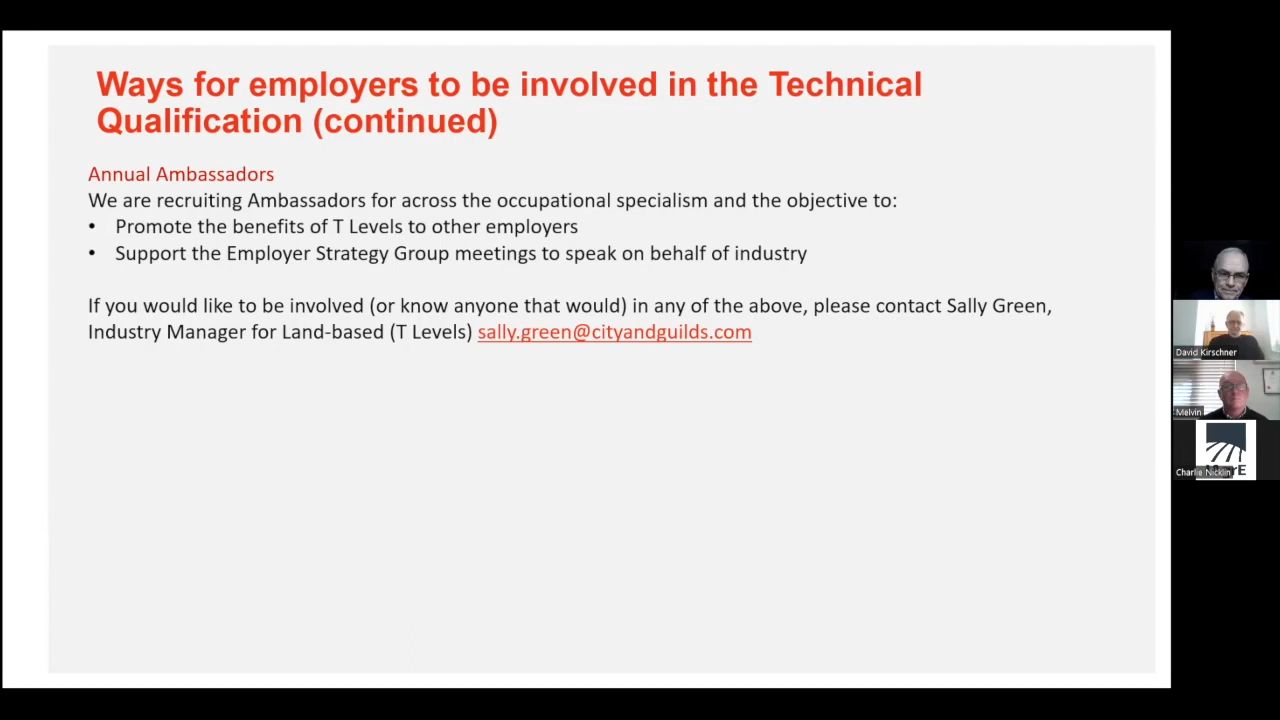 Ways for employers to be involved in the Technical
Qualification (continued)
Annual Ambassadors
We are recruiting Ambassadors for across the occupational specialism and the objective to:
• Promote the benefits of T Levels to other employers
• Support the Employer Strategy Group meetings to speak on behalf of industry
If you would like to be involved (or know anyone that would) in any of the above, please contact Sally Green,
Industry Manager for Land-based (T Levels) sally.green@cityandguilds.com
David Kirschner
Melvin
Charlie Nicklin